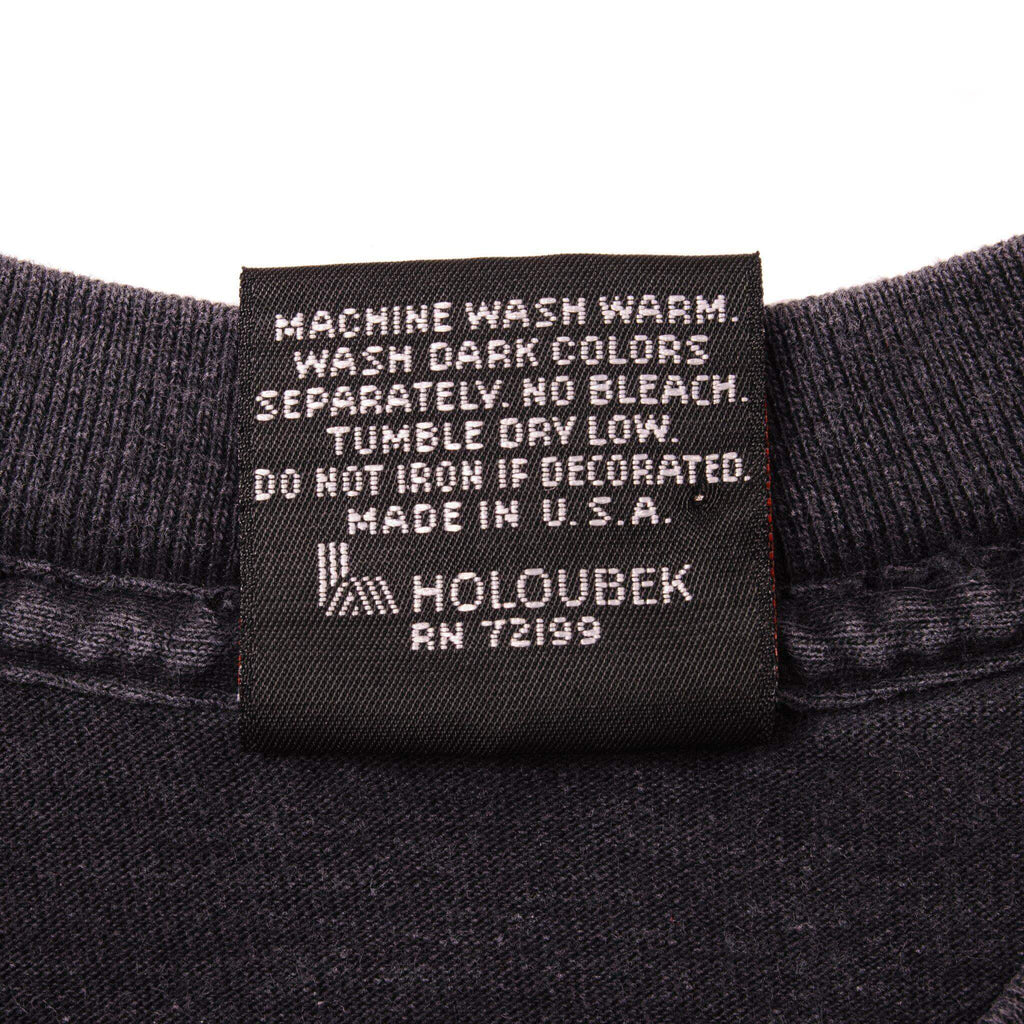 MACHINE WASH WARM.
WASH DARK COLORS
SEPARATELY. NO BLEACH.
TUMBLE DRY LOW.
DO NOT IRON IF DECORATED.
MADE IN U.S.A.
HOLOUBEK
RN 72199